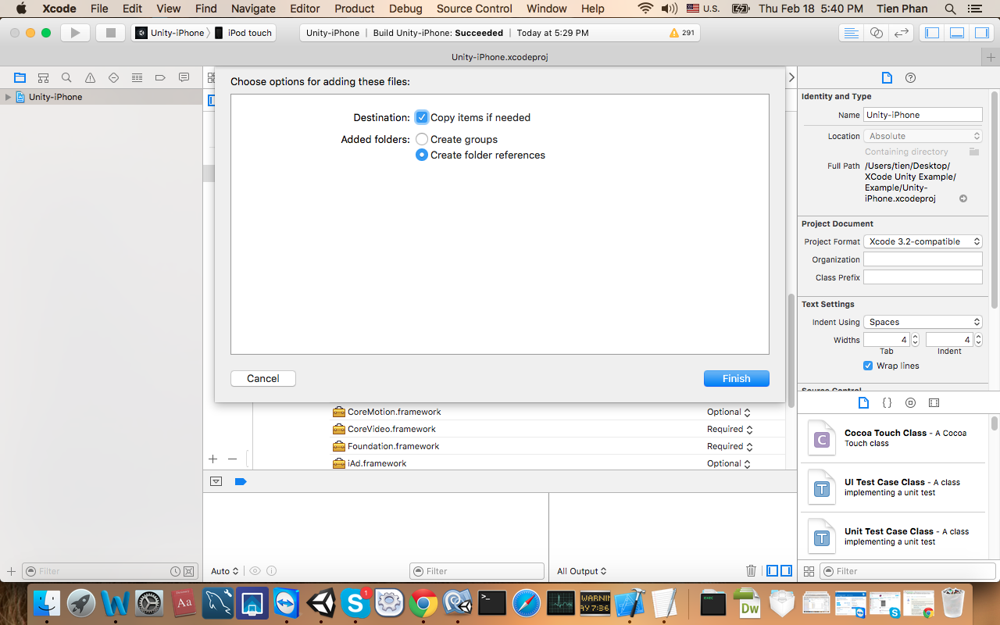 Xcode File Edit View Find Navigate Editor Product Debug Source Control Window Help U.S. Thu Feb 18 5:40 PM Tien Phan
Unity-iPhone iPod touch Unity-iPhone | Build Unity-iPhone: Succeeded | Today at 5:29 PM 291
Unity-iPhone.xcodeproj
Unity-iPhone
Choose options for adding these files:
Destination: Copy items if needed
Added folders: Create groups
Create folder references
Cancel Finish
CoreMotion.framework Optional
CoreVideo.framework Required
Foundation.framework Required
iAd.framework Optional
Identity and Type
Name Unity-iPhone
Location Absolute
Containing directory
Full Path /Users/tien/Desktop/
XCode Unity Example/
Example/Unity-
iPhone.xcodeproj
Project Document
Project Format Xcode 3.2-compatible
Organization
Class Prefix
Text Settings
Indent Using Spaces
Widths 4 4
Tab Indent
Wrap lines
Source Control
{}
C Cocoa Touch Class - A Cocoa
Touch class
T UI Test Case Class - A class
implementing a unit test
T Unit Test Case Class - A class
implementing a unit test
Filter Auto Filter All Output Filter
Aa
S 1
WARNIN
AY 7:36
exec
Dw